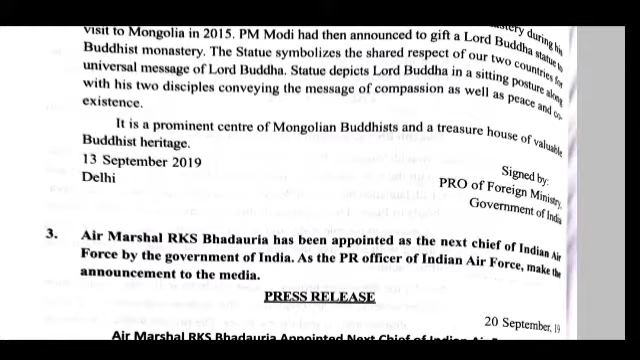 stery during his
visit to Mongolia in 2015. PM Modi had then announced to gift a Lord Buddha statue to
Buddhist monastery. The Statue symbolizes the shared respect of our two countries for
universal message of Lord Buddha. Statue depicts Lord Buddha in a sitting posture along
with his two disciples conveying the message of compassion as well as peace and co-
existence.
It is a prominent centre of Mongolian Buddhists and a treasure house of valuable
Buddhist heritage.
13 September 2019
Delhi
Signed by:
PRO of Foreign Ministry,
Government of India
3. Air Marshal RKS Bhadauria has been appointed as the next chief of Indian Air
Force by the government of India. As the PR officer of Indian Air Force, make the
announcement to the media.
PRESS RELEASE
20 September, 19
Air Marshal RKS Bhadauria Appointed Next Chief of Indian Air